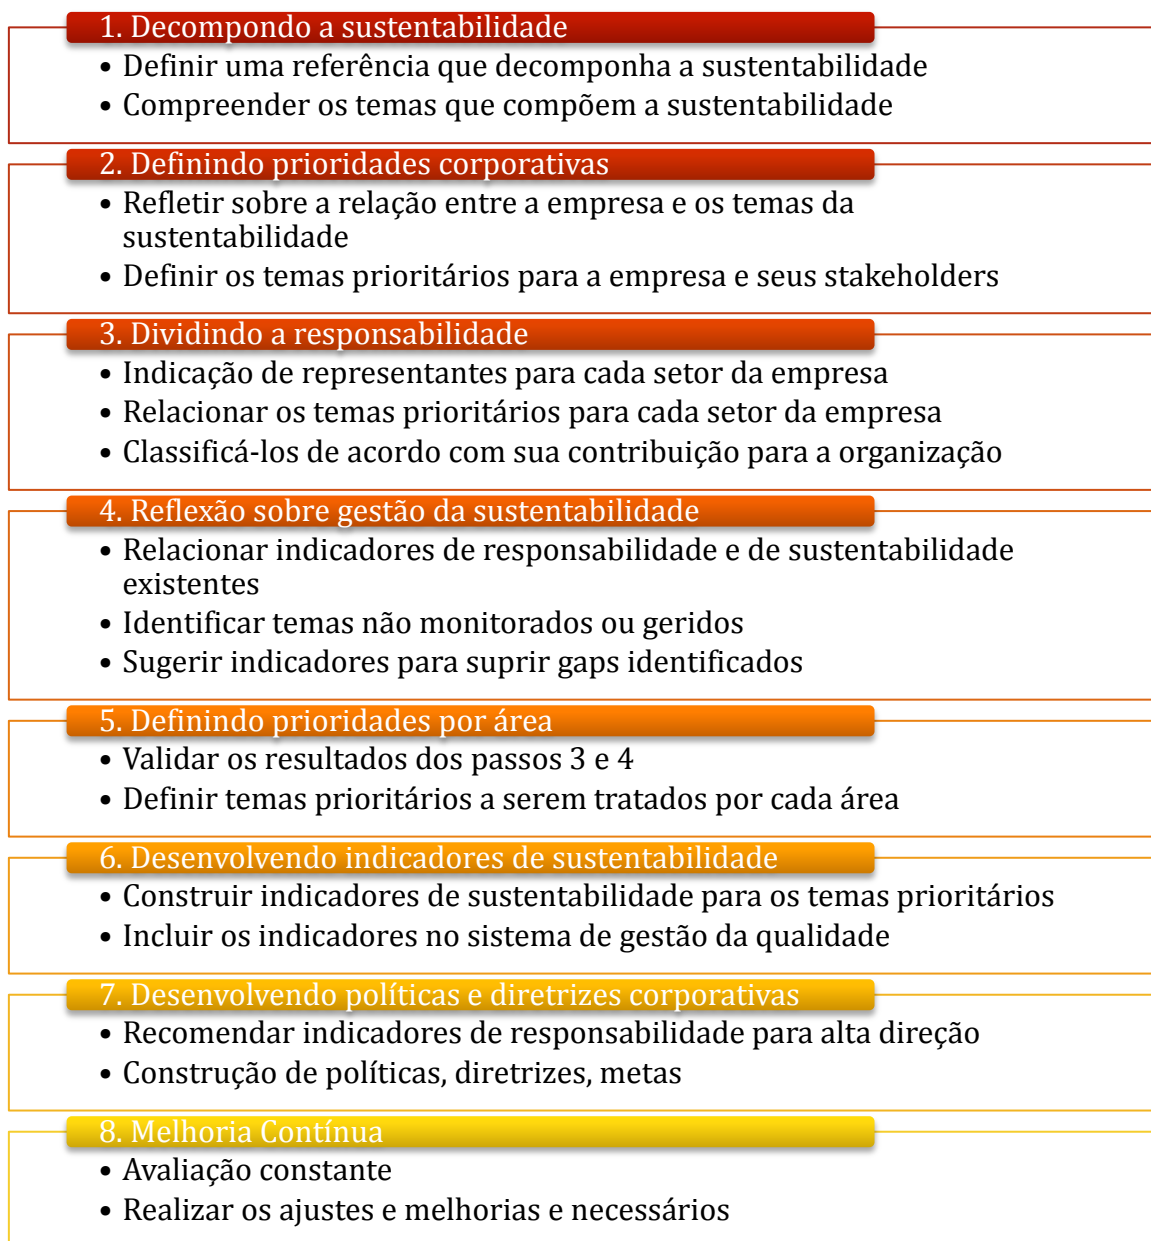 1. Decompondo a sustentabilidade
• Definir uma referência que decomponha a sustentabilidade
• Compreender os temas que compõem a sustentabilidade
2. Definindo prioridades corporativas
• Refletir sobre a relação entre a empresa e os temas da
sustentabilidade
• Definir os temas prioritários para a empresa e seus stakeholders
3. Dividindo a responsabilidade
• Indicação de representantes para cada setor da empresa
• Relacionar os temas prioritários para cada setor da empresa
• Classificá-los de acordo com sua contribuição para a organização
4. Reflexão sobre gestão da sustentabilidade
• Relacionar indicadores de responsabilidade e de sustentabilidade
existentes
• Identificar temas não monitorados ou geridos
• Sugerir indicadores para suprir gaps identificados
5. Definindo prioridades por área
• Validar os resultados dos passos 3 e 4
• Definir temas prioritários a serem tratados por cada área
6. Desenvolvendo indicadores de sustentabilidade
• Construir indicadores de sustentabilidade para os temas prioritários
• Incluir os indicadores no sistema de gestão da qualidade
7. Desenvolvendo políticas e diretrizes corporativas
• Recomendar indicadores de responsabilidade para alta direção
• Construção de políticas, diretrizes, metas
8. Melhoria Contínua
• Avaliação constante
• Realizar os ajustes e melhorias e necessários